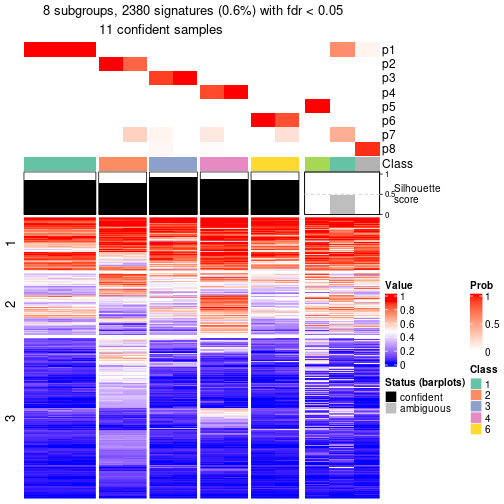 8 subgroups, 2380 signatures (0.6%) with fdr < 0.05
11 confident samples
p1
p2
p3
p4
p5
p6
p7
p8
Class
1
0.5
0
Silhouette
score
1
2
3
Value
1
0.8
0.6
0.4
0.2
0
Prob
1
0.5
0
Status (barplots)
confident
ambiguous
Class
1
2
3
4
6